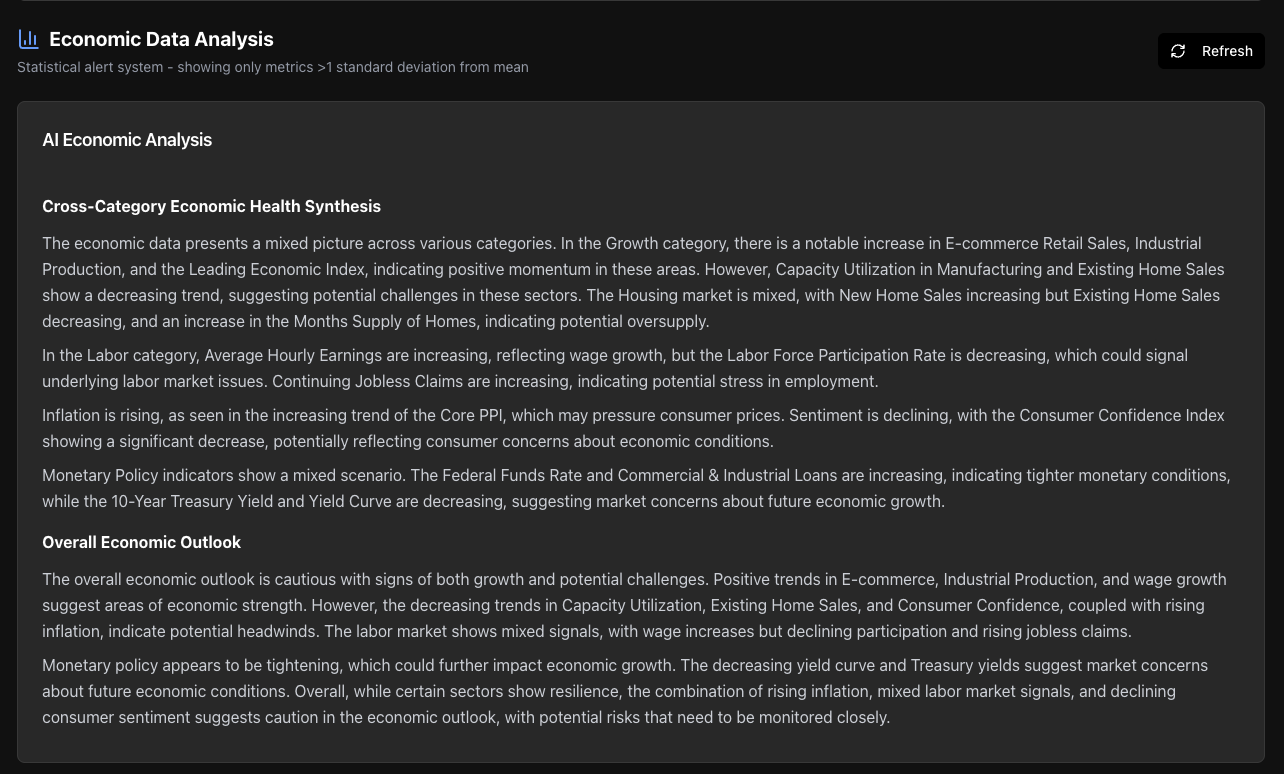 Economic Data Analysis
Refresh
Statistical alert system - showing only metrics >1 standard deviation from mean
AI Economic Analysis
Cross-Category Economic Health Synthesis
The economic data presents a mixed picture across various categories. In the Growth category, there is a notable increase in E-commerce Retail Sales, Industrial
Production, and the Leading Economic Index, indicating positive momentum in these areas. However, Capacity Utilization in Manufacturing and Existing Home Sales
show a decreasing trend, suggesting potential challenges in these sectors. The Housing market is mixed, with New Home Sales increasing but Existing Home Sales
decreasing, and an increase in the Months Supply of Homes, indicating potential oversupply.
In the Labor category, Average Hourly Earnings are increasing, reflecting wage growth, but the Labor Force Participation Rate is decreasing, which could signal
underlying labor market issues. Continuing Jobless Claims are increasing, indicating potential stress in employment.
Inflation is rising, as seen in the increasing trend of the Core PPI, which may pressure consumer prices. Sentiment is declining, with the Consumer Confidence Index
showing a significant decrease, potentially reflecting consumer concerns about economic conditions.
Monetary Policy indicators show a mixed scenario. The Federal Funds Rate and Commercial & Industrial Loans are increasing, indicating tighter monetary conditions,
while the 10-Year Treasury Yield and Yield Curve are decreasing, suggesting market concerns about future economic growth.
Overall Economic Outlook
The overall economic outlook is cautious with signs of both growth and potential challenges. Positive trends in E-commerce, Industrial Production, and wage growth
suggest areas of economic strength. However, the decreasing trends in Capacity Utilization, Existing Home Sales, and Consumer Confidence, coupled with rising
inflation, indicate potential headwinds. The labor market shows mixed signals, with wage increases but declining participation and rising jobless claims.
Monetary policy appears to be tightening, which could further impact economic growth. The decreasing yield curve and Treasury yields suggest market concerns
about future economic conditions. Overall, while certain sectors show resilience, the combination of rising inflation, mixed labor market signals, and declining
consumer sentiment suggests caution in the economic outlook, with potential risks that need to be monitored closely.